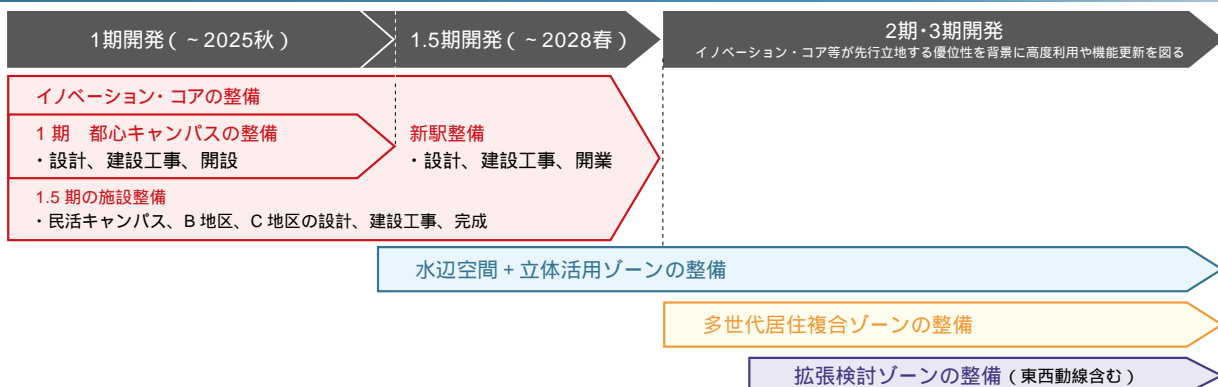 1期開発（～2025秋）
1.5期開発（～2028春）
2期・3期開発
イノベーション・コア等が先行立地する優位性を背景に高度利用や機能更新を図る
イノベーション・コアの整備
1期　都心キャンパスの整備
・設計、建設工事、開設
新駅整備
・設計、建設工事、開業
1.5期の施設整備
・民活キャンパス、B地区、C地区の設計、建設工事、完成
水辺空間+立体活用ゾーンの整備
多世代居住複合ゾーンの整備
拡張検討ゾーンの整備（東西動線含む）